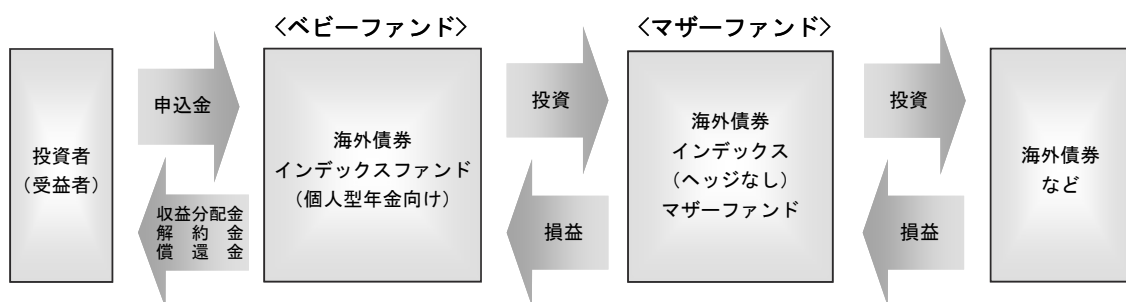 〈ベビーファンド〉
〈マザーファンド〉
投資者
（受益者）
申込金
収益分配金
解約金
償還金
海外債券
インデックスファンド
（個人型年金向け）
投資
損益
海外債券
インデックス
（ヘッジなし）
マザーファンド
投資
損益
海外債券
など